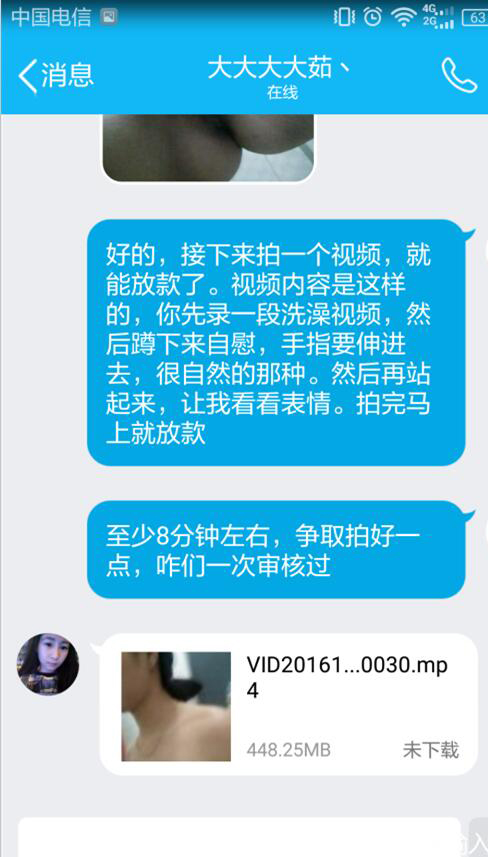 中国电信 4G 2G 63
消息 大大大大茹丶
在线
好的，接下来拍一个视频，就
能放款了。视频内容是这样
的，你先录一段洗澡视频，然
后蹲下来自慰，手指要伸进
去，很自然的那种。然后再站
起来，让我看看表情。拍完马
上就放款
至少8分钟左右，争取拍好一
点，咋们一次审核过
VID20161...0030.mp
4
448.25MB 未下载